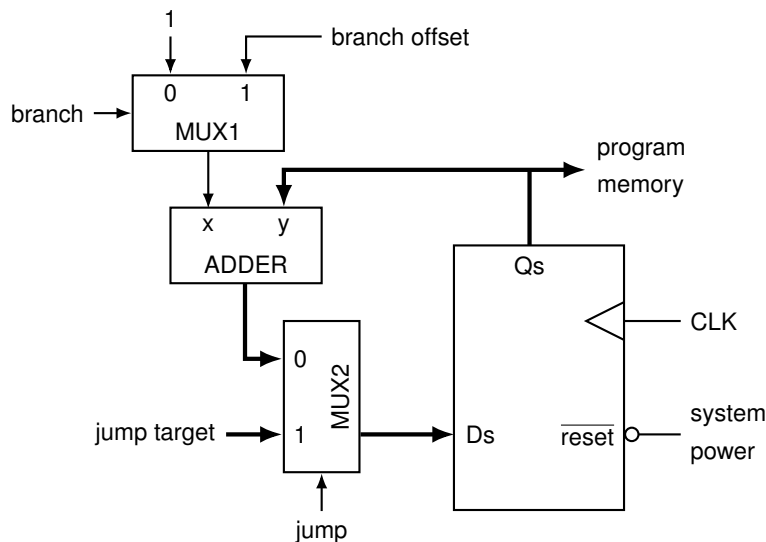 1
branch offset
0 1
branch
MUX1
program
memory
x y
ADDER
Qs
CLK
0
MUX2
jump target
1
Ds
reset
system
power
jump